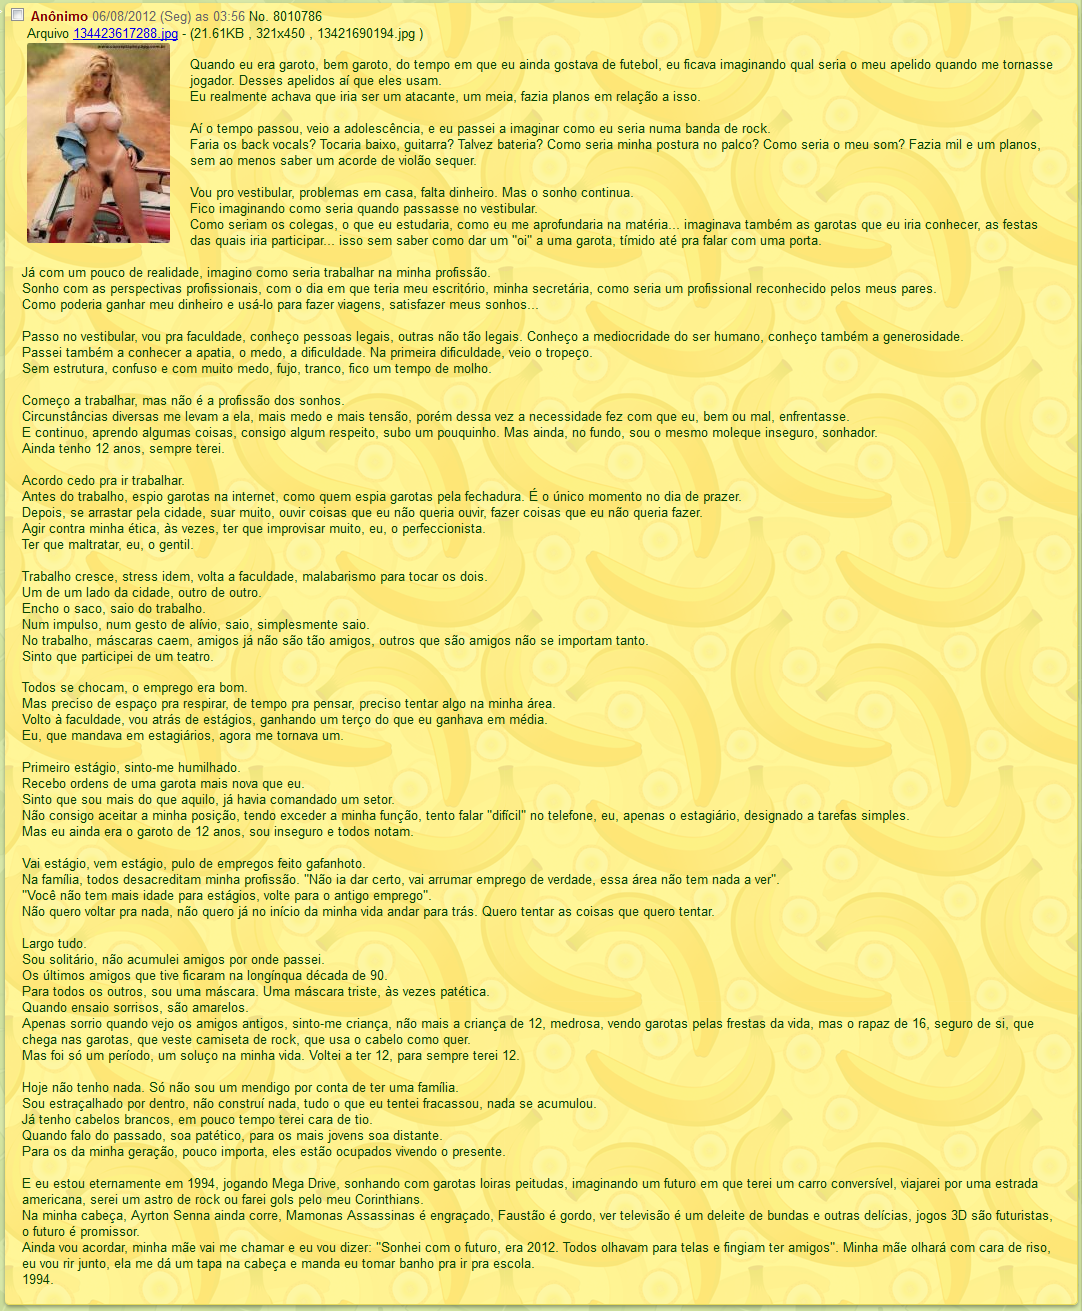 Anônimo 06/08/2012 (Seg) as 03:56 No. 8010786
Arquivo 134423617288.jpg - (21.61KB , 321x450 , 13421690194.jpg )
Quando eu era garoto, bem garoto, do tempo em que eu ainda gostava de futebol, eu ficava imaginando qual seria o meu apelido quando me tornasse
jogador. Desses apelidos aí que eles usam.
Eu realmente achava que iria ser um atacante, um meia, fazia planos em relação a isso.
Aí o tempo passou, veio a adolescência, e eu passei a imaginar como eu seria numa banda de rock.
Faria os back vocals? Tocaria baixo, guitarra? Talvez bateria? Como seria minha postura no palco? Como seria o meu som? Fazia mil e um planos,
sem ao menos saber um acorde de violão sequer.
Vou pro vestibular, problemas em casa, falta dinheiro. Mas o sonho continua.
Fico imaginando como seria quando passasse no vestibular.
Como seriam os colegas, o que eu estudaria, como eu me aprofundaria na matéria... imaginava também as garotas que eu iria conhecer, as festas
das quais iria participar... isso sem saber como dar um "oi" a uma garota, tímido até pra falar com uma porta.
Já com um pouco de realidade, imagino como seria trabalhar na minha profissão.
Sonho com as perspectivas profissionais, com o dia em que teria meu escritório, minha secretária, como seria um profissional reconhecido pelos meus pares.
Como poderia ganhar meu dinheiro e usá-lo para fazer viagens, satisfazer meus sonhos...
Passo no vestibular, vou pra faculdade, conheço pessoas legais, outras não tão legais. Conheço a mediocridade do ser humano, conheço também a generosidade.
Passei também a conhecer a apatia, o medo, a dificuldade. Na primeira dificuldade, veio o tropeço.
Sem estrutura, confuso e com muito medo, fujo, tranco, fico um tempo de molho.
Começo a trabalhar, mas não é a profissão dos sonhos.
Circunstâncias diversas me levam a ela, mais medo e mais tensão, porém dessa vez a necessidade fez com que eu, bem ou mal, enfrentasse.
E continuo, aprendo algumas coisas, consigo algum respeito, subo um pouquinho. Mas ainda, no fundo, sou o mesmo moleque inseguro, sonhador.
Ainda tenho 12 anos, sempre terei.
Acordo cedo pra ir trabalhar.
Antes do trabalho, espio garotas na internet, como quem espia garotas pela fechadura. É o único momento no dia de prazer.
Depois, se arrastar pela cidade, suar muito, ouvir coisas que eu não queria ouvir, fazer coisas que eu não queria fazer.
Agir contra minha ética, às vezes, ter que improvisar muito, eu, o perfeccionista.
Ter que maltratar, eu, o gentil.
Trabalho cresce, stress idem, volta a faculdade, malabarismo para tocar os dois.
Um de um lado da cidade, outro de outro.
Encho o saco, saio do trabalho.
Num impulso, num gesto de alívio, saio, simplesmente saio.
No trabalho, máscaras caem, amigos já não são tão amigos, outros que são amigos não se importam tanto.
Sinto que participei de um teatro.
Todos se chocam, o emprego era bom.
Mas preciso de espaço pra respirar, de tempo pra pensar, preciso tentar algo na minha área.
Volto à faculdade, vou atrás de estágios, ganhando um terço do que eu ganhava em média.
Eu, que mandava em estagiários, agora me tornava um.
Primeiro estágio, sinto-me humilhado.
Recebo ordens de uma garota mais nova que eu.
Sinto que sou mais do que aquilo, já havia comandado um setor.
Não consigo aceitar a minha posição, tendo exceder a minha função, tento falar "difícil" no telefone, eu, apenas o estagiário, designado a tarefas simples.
Mas eu ainda era o garoto de 12 anos, sou inseguro e todos notam.
Vai estágio, vem estágio, pulo de empregos feito gafanhoto.
Na família, todos desacreditam minha profissão. "Não ia dar certo, vai arrumar emprego de verdade, essa área não tem nada a ver".
"Você não tem mais idade para estágios, volte para o antigo emprego".
Não quero voltar pra nada, não quero já no início da minha vida andar para trás. Quero tentar as coisas que quero tentar.
Largo tudo.
Sou solitário, não acumulei amigos por onde passei.
Os últimos amigos que tive ficaram na longínqua década de 90.
Para todos os outros, sou uma máscara. Uma máscara triste, às vezes patética.
Quando ensaio sorrisos, são amarelos.
Apenas sorrio quando vejo os amigos antigos, sinto-me criança, não mais a criança de 12, medrosa, vendo garotas pelas frestas da vida, mas o rapaz de 16, seguro de si, que
chega nas garotas, que veste camiseta de rock, que usa o cabelo como quer.
Mas foi só um período, um soluço na minha vida. Voltei a ter 12, para sempre terei 12.
Hoje não tenho nada. Só não sou um mendigo por conta de ter uma família.
Sou estraçalhado por dentro, não construí nada, tudo o que eu tentei fracassou, nada se acumulou.
Já tenho cabelos brancos, em pouco tempo terei cara de tio.
Quando falo do passado, soa patético, para os mais jovens soa distante.
Para os da minha geração, pouco importa, eles estão ocupados vivendo o presente.
E eu estou eternamente em 1994, jogando Mega Drive, sonhando com garotas loiras peitudas, imaginando um futuro em que terei um carro conversível, viajarei por uma estrada
americana, serei um astro de rock ou farei gols pelo meu Corinthians.
Na minha cabeça, Ayrton Senna ainda corre, Mamonas Assassinas é engraçado, Faustão é gordo, ver televisão é um deleite de bundas e outras delícias, jogos 3D são futuristas,
o futuro é promissor.
Ainda vou acordar, minha mãe vai me chamar e eu vou dizer: "Sonhei com o futuro, era 2012. Todos olhavam para telas e fingiam ter amigos". Minha mãe olhará com cara de riso,
eu vou rir junto, ela me dá um tapa na cabeça e manda eu tomar banho pra ir pra escola.
1994.